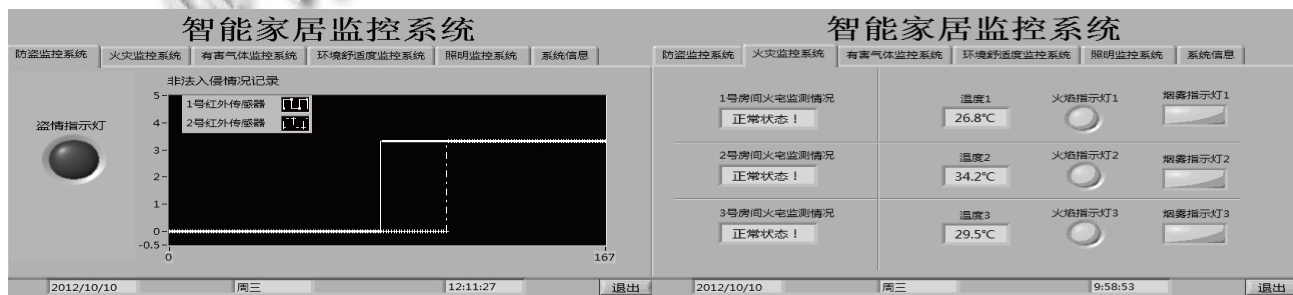 智能家居监控系统
防盗监控系统 火灾监控系统 有害气体监控系统 环境舒适度监控系统 照明监控系统 系统信息
非法入侵情况记录
盗情指示灯
1号红外传感器
2号红外传感器
5
4
3
2
1
0
-0.5
0 167
2012/10/10 周三 12:11:27 退出
智能家居监控系统
防盗监控系统 火灾监控系统 有害气体监控系统 环境舒适度监控系统 照明监控系统 系统信息
1号房间火宅监测情况 温度1 火焰指示灯1 烟雾指示灯1
正常状态！ 26.8℃
2号房间火宅监测情况 温度2 火焰指示灯2 烟雾指示灯2
正常状态！ 34.2℃
3号房间火宅监测情况 温度3 火焰指示灯3 烟雾指示灯3
正常状态！ 29.5℃
2012/10/10 周三 9:58:53 退出